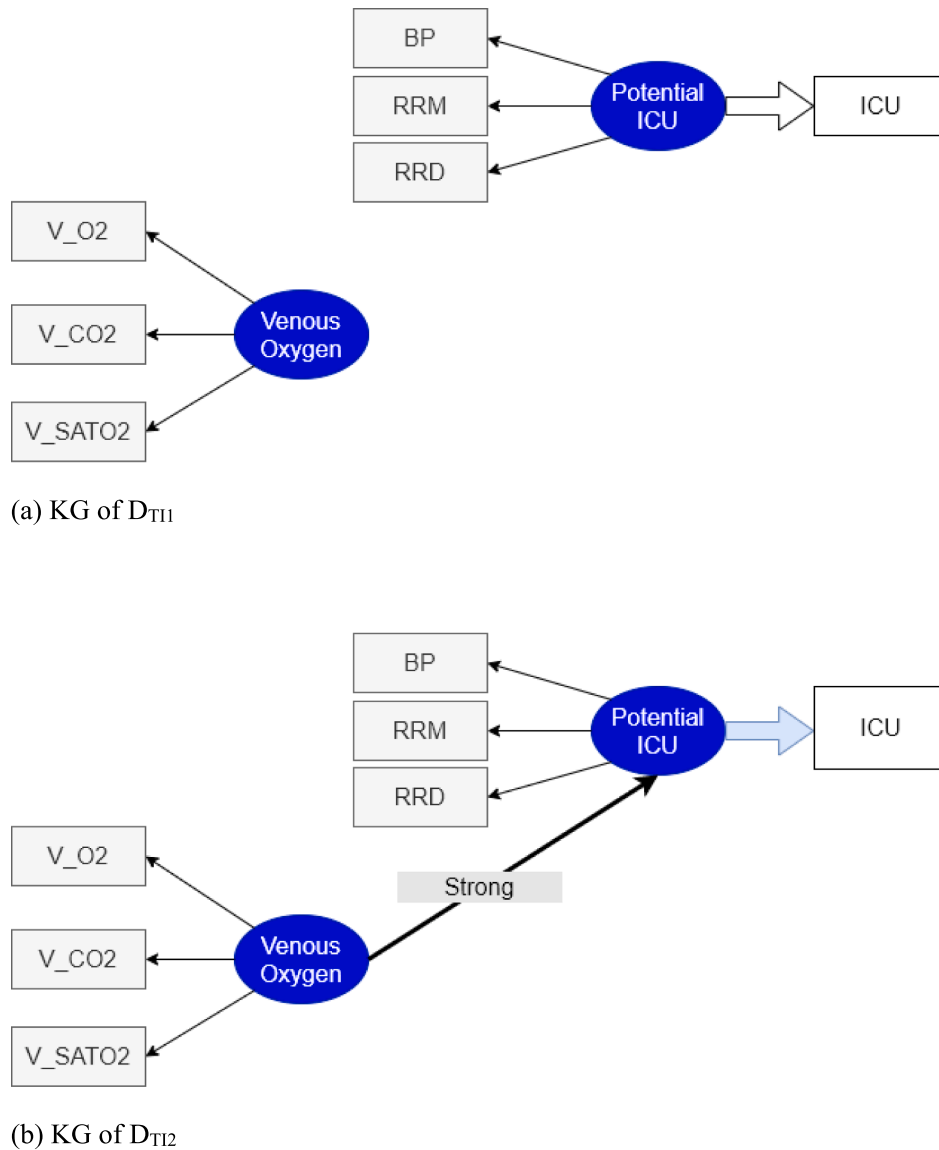 BP
RRM
RRD
Potential
ICU
ICU
V_O2
V_CO2
V_SATO2
Venous
Oxygen
(a) KG of DTI1
BP
RRM
RRD
Potential
ICU
ICU
Strong
V_O2
V_CO2
V_SATO2
Venous
Oxygen
(b) KG of DTI2